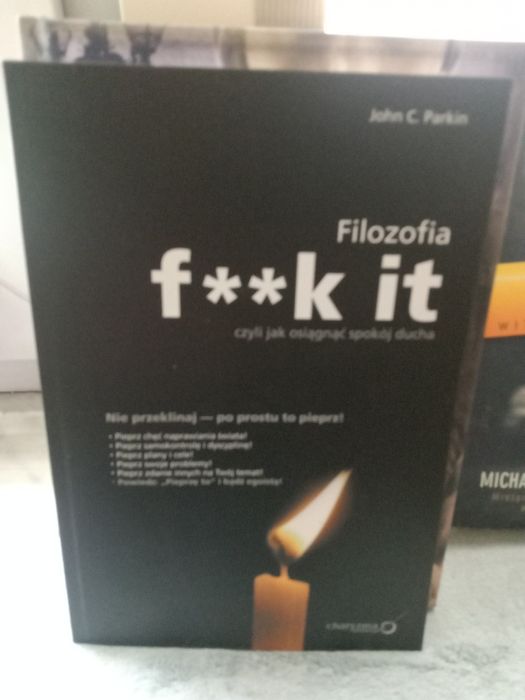 John C. Parkin
Filozofia
f**k it
czyli jak osiągnąć spokój ducha
Nie przeklinaj — po prostu to pieprz!
• Pieprz chęć naprawiania świata!
• Pieprz samokontrolę i dyscyplinę!
• Pieprz plany i cele!
• Pieprz swoje problemy!
• Pieprz zdanie innych na Twój temat!
• Powiedz: „Pieprzę to” i bądź egoistą!
charyzma
MICHA